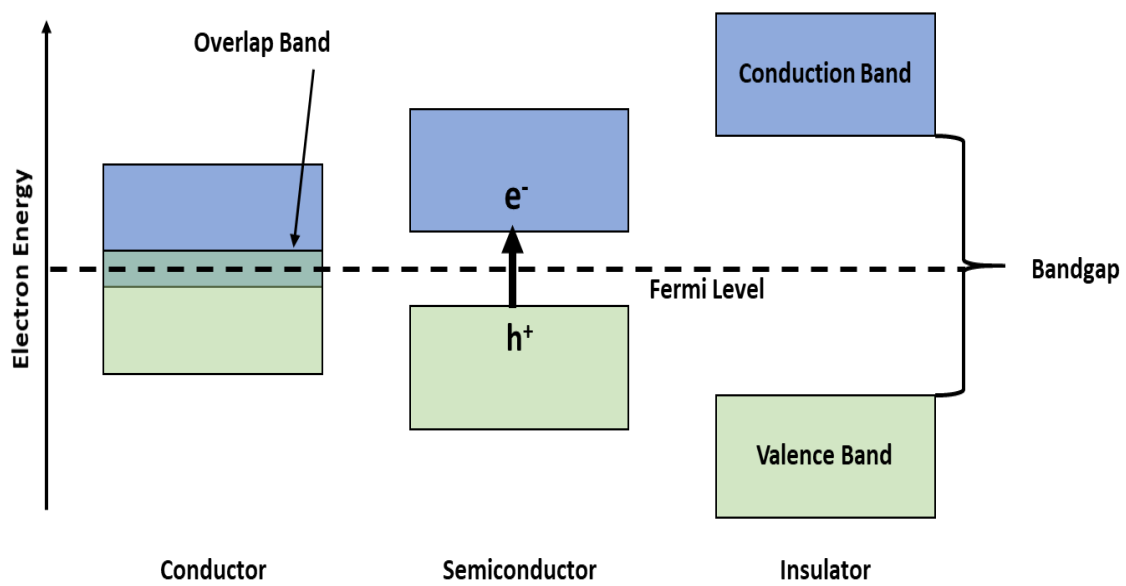 Overlap Band
Conduction Band
e⁻
Electron Energy
Fermi Level
Bandgap
h⁺
Valence Band
Conductor
Semiconductor
Insulator